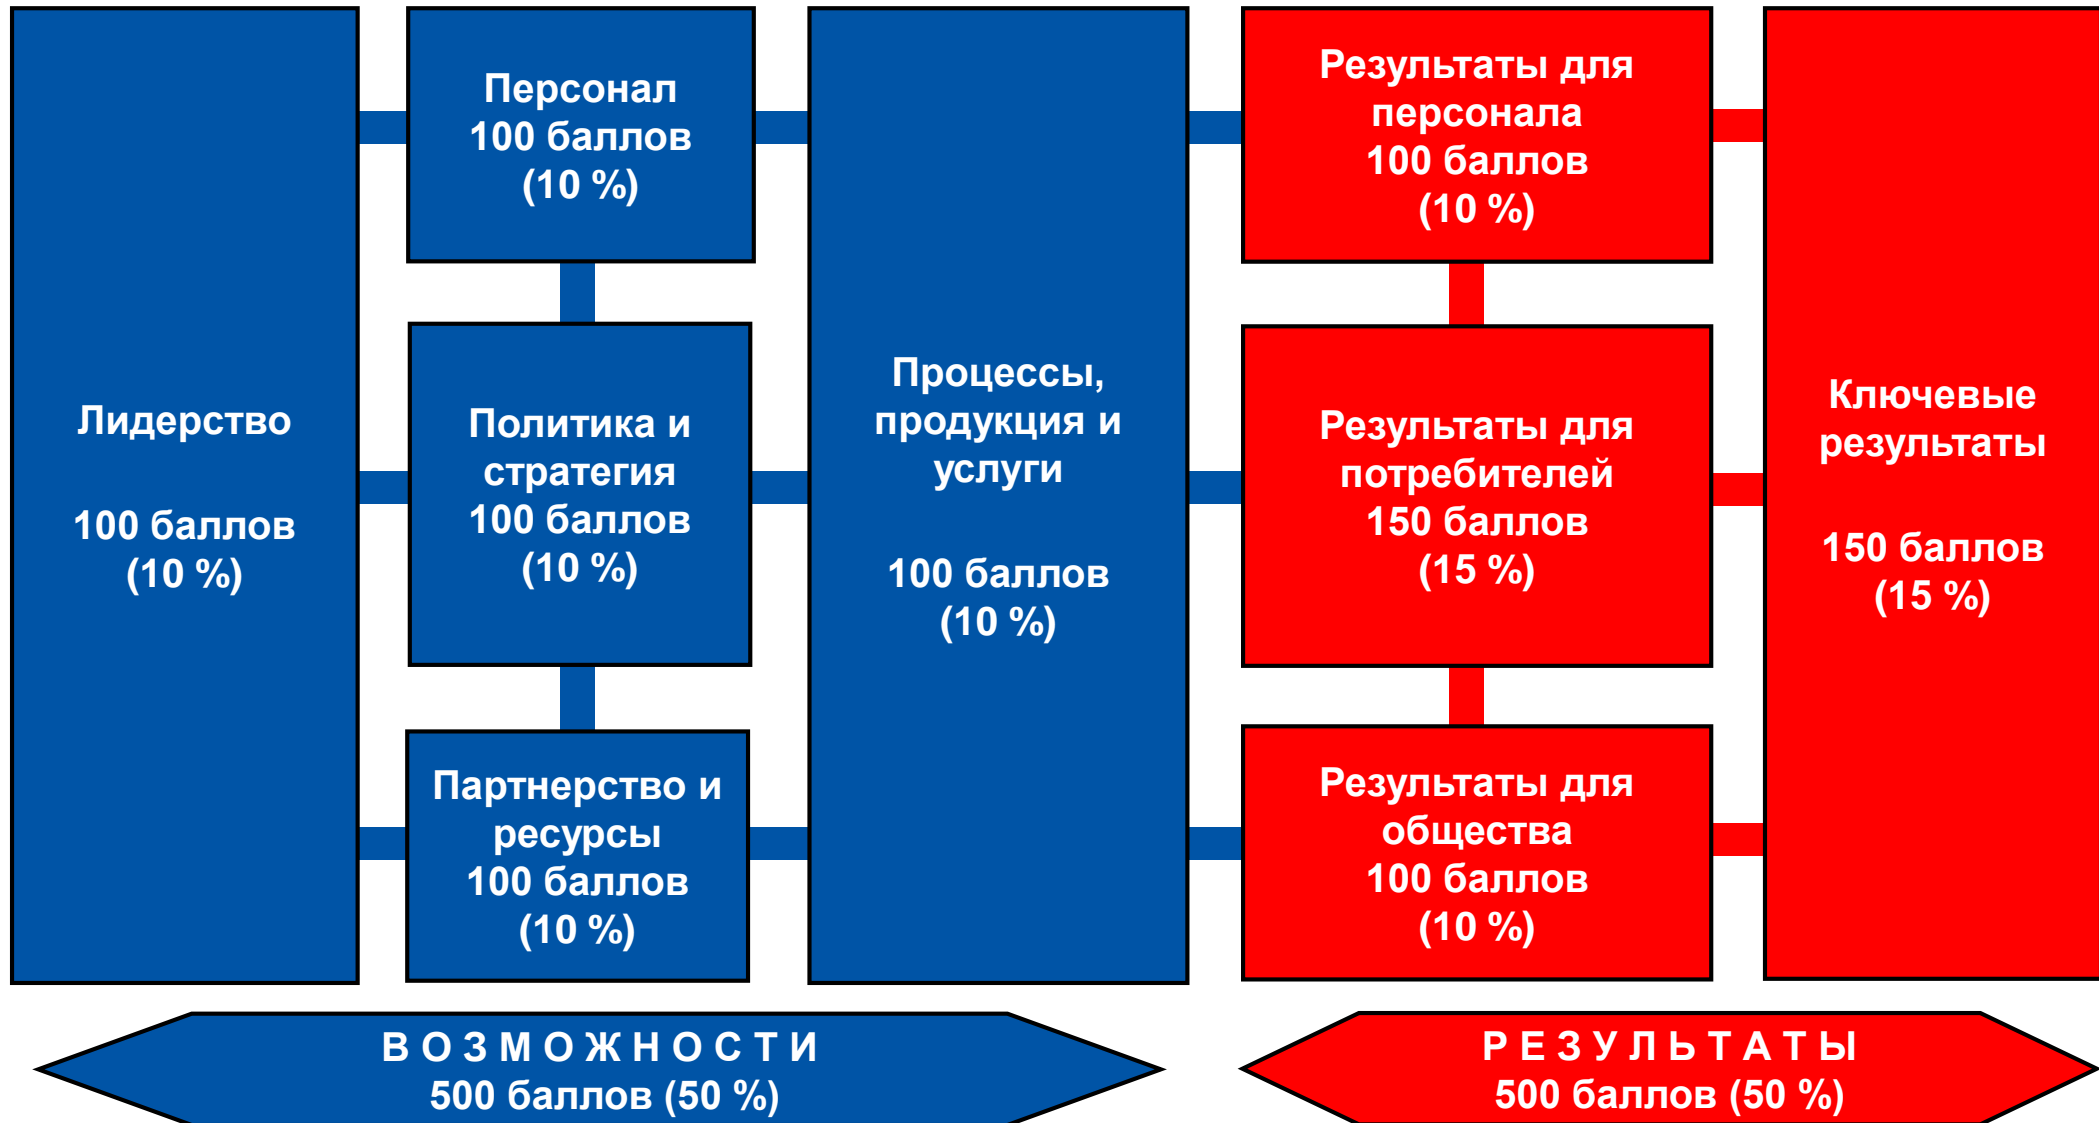 Лидерство
100 баллов
(10 %)
Персонал
100 баллов
(10 %)
Политика и
стратегия
100 баллов
(10 %)
Партнерство и
ресурсы
100 баллов
(10 %)
Процессы,
продукция и
услуги
100 баллов
(10 %)
Результаты для
персонала
100 баллов
(10 %)
Результаты для
потребителей
150 баллов
(15 %)
Результаты для
общества
100 баллов
(10 %)
Ключевые
результаты
150 баллов
(15 %)
В О З М О Ж Н О С Т И
500 баллов (50 %)
Р Е З У Л Ь Т А Т Ы
500 баллов (50 %)